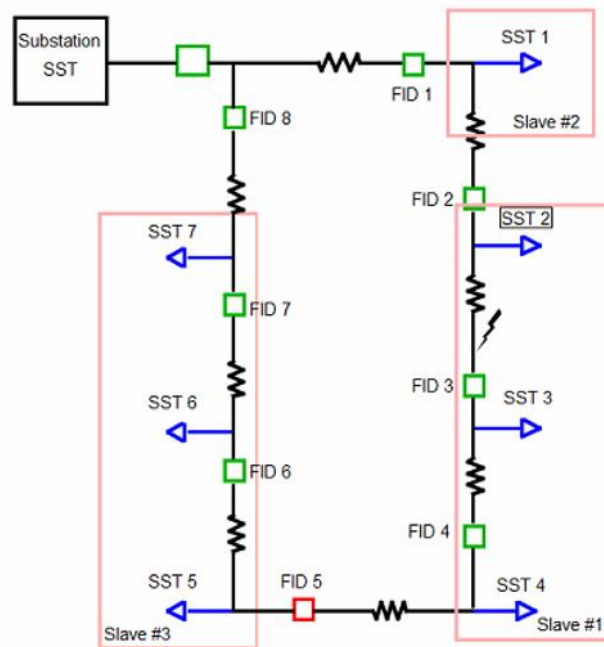 Substation
SST
FID 1
SST 1
Slave #2
FID 8
FID 2
SST 2
SST 7
FID 7
FID 3
SST 3
SST 6
FID 6
FID 4
SST 5
FID 5
SST 4
Slave #3
Slave #1